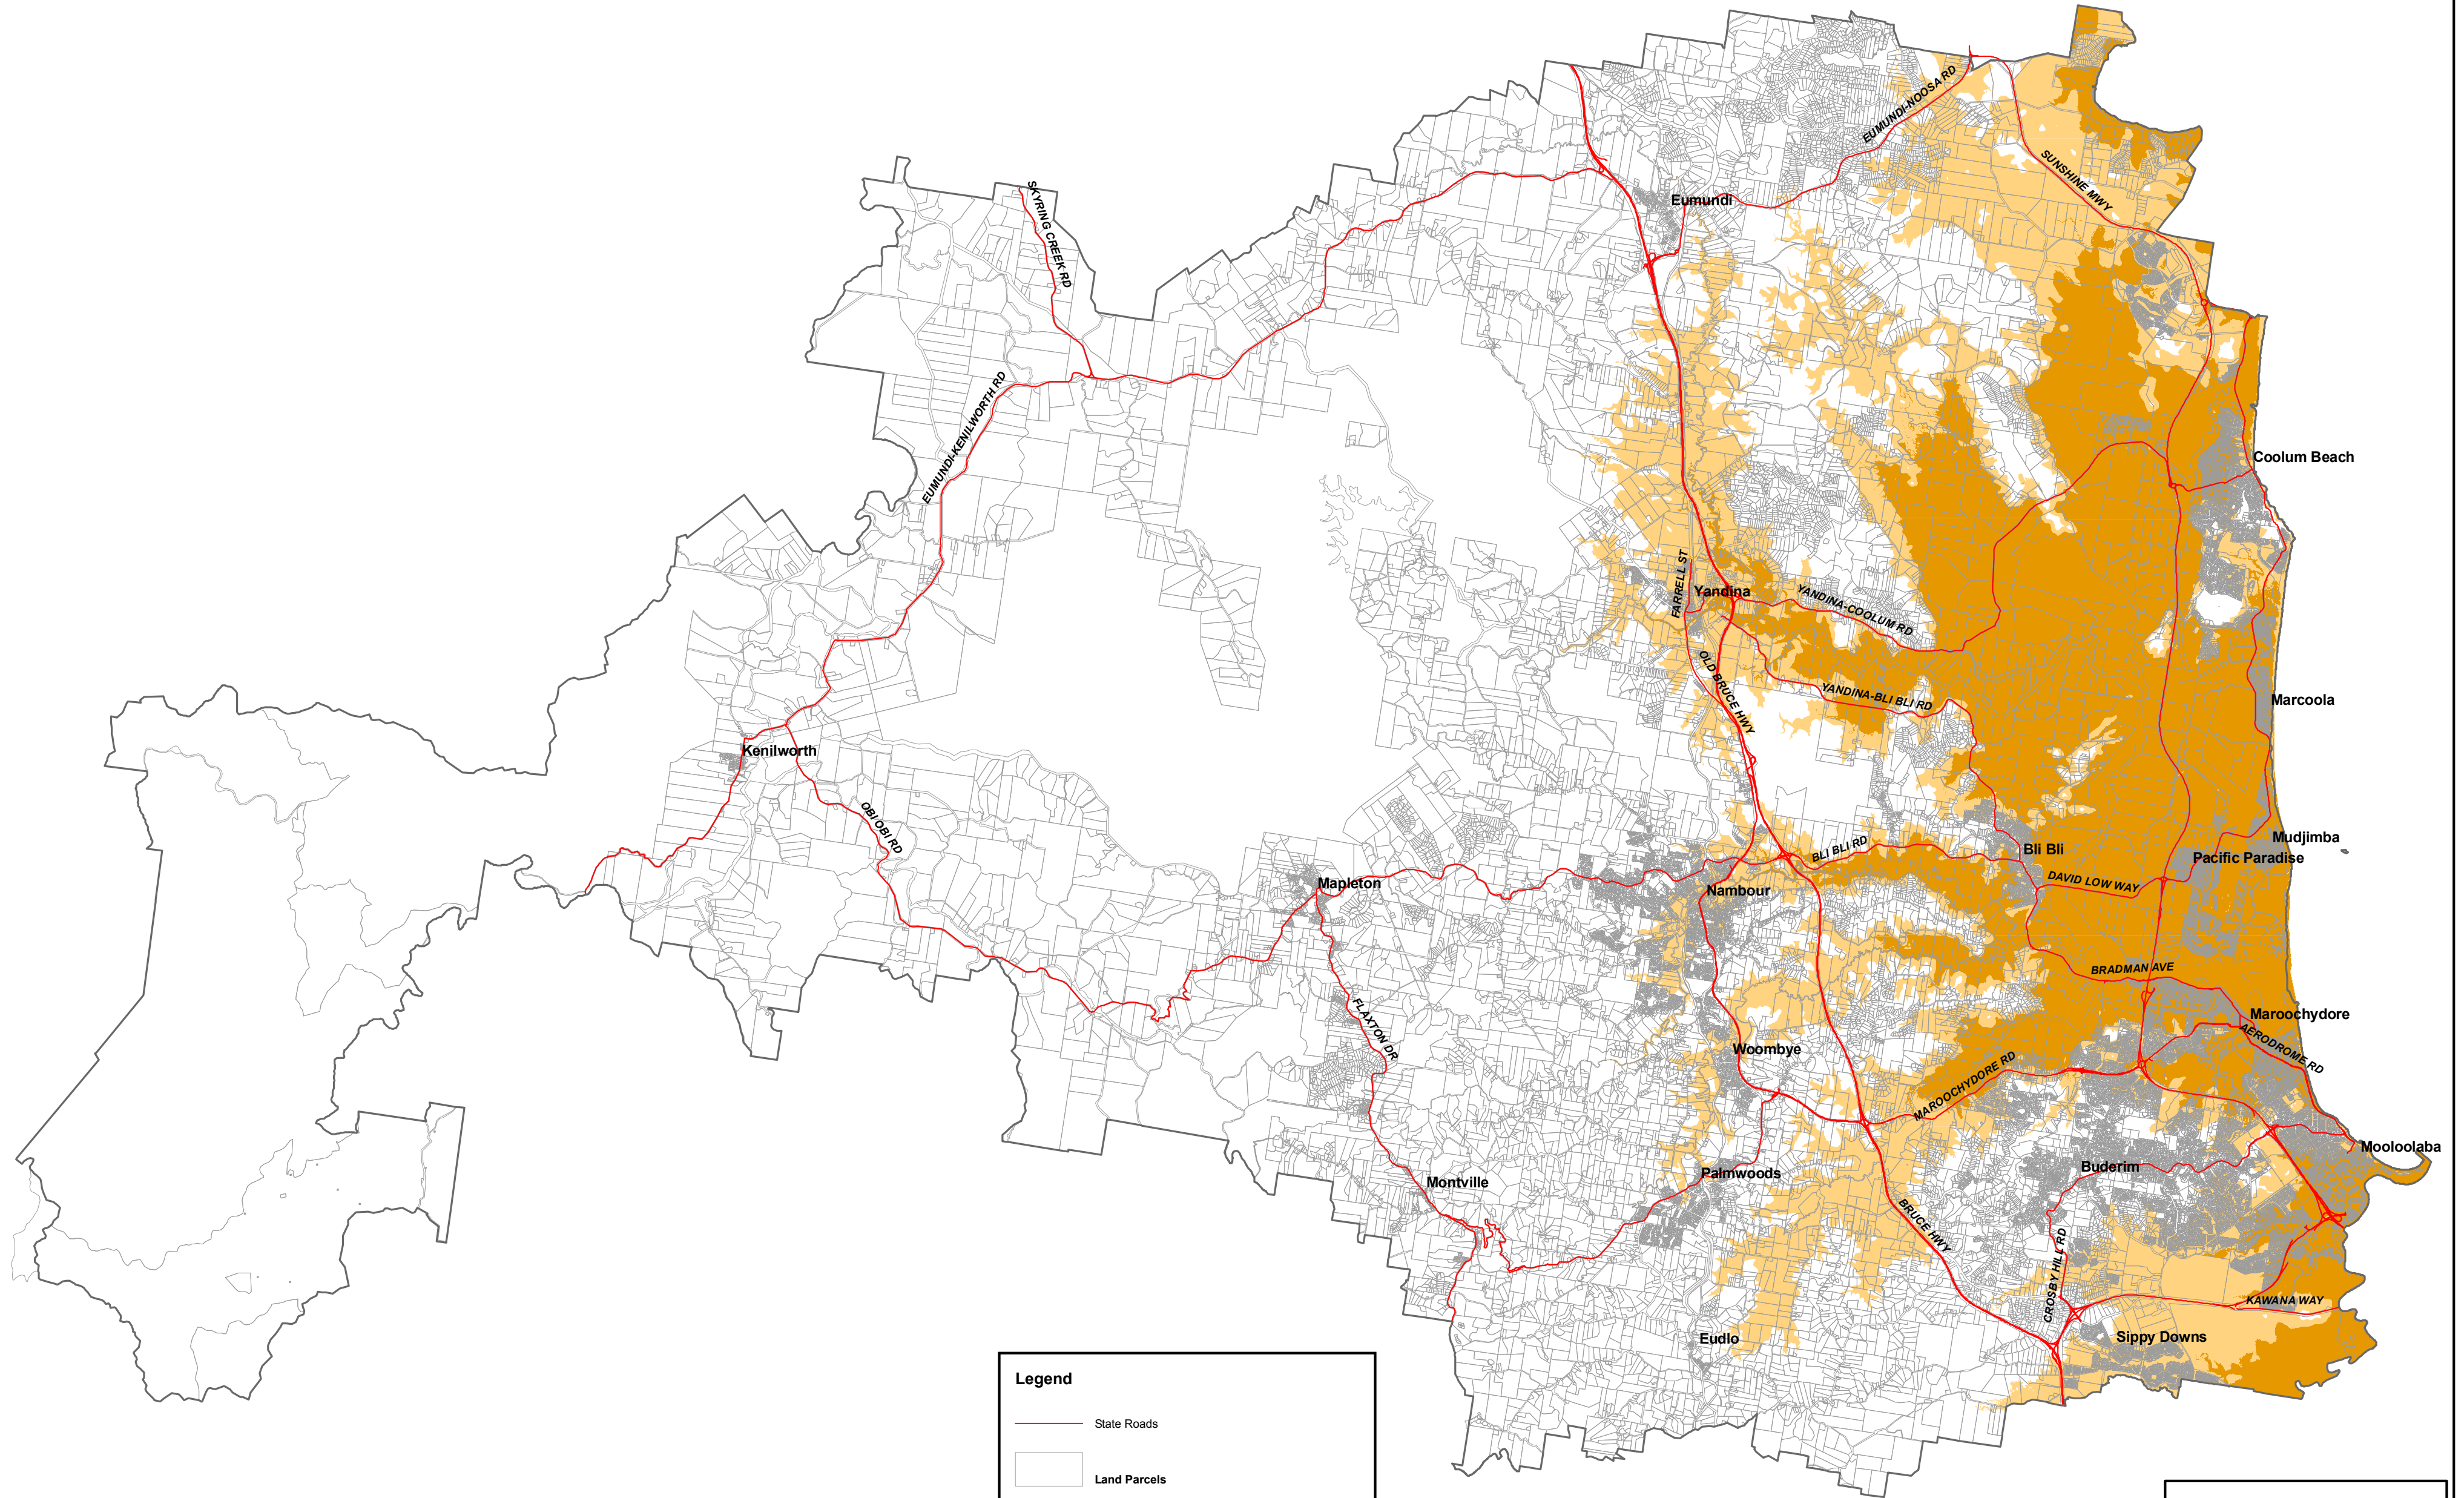 EUMUNDI-NOOSA RD
SUNSHINE MWY
SKYRING CREEK RD
Eumundi
EUMUNDI-KENILWORTH RD
Coolum Beach
FARRELL ST
Yandina
YANDINA-COOLUM RD
OLD BRUCE HWY
YANDINA-BLI BLI RD
Marcoola
Kenilworth
OBI OBI RD
Mudjimba
BLI BLI RD
Bli Bli
Pacific Paradise
Mapleton
Nambour
DAVID LOW WAY
BRADMAN AVE
FLAXTON DR
Maroochydore
AERODROME RD
Woombye
MAROOCHYDORE RD
Mooloolaba
Buderim
Palmwoods
Montville
BRUCE HWY
CROSBY HILL RD
KAWANA WAY
Sippy Downs
Eudlo
Legend
State Roads
Land Parcels